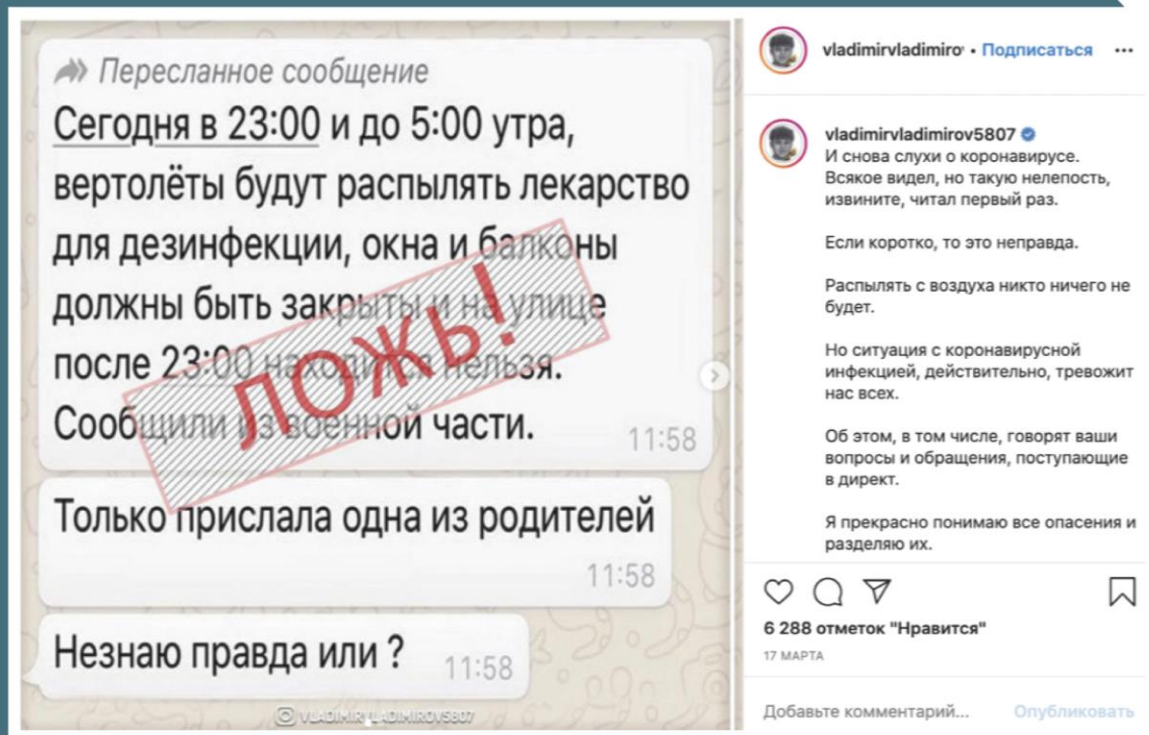 Пересланное сообщение
Сегодня в 23:00 и до 5:00 утра,
вертолёты будут распылять лекарство
для дезинфекции, окна и балконы
должны быть закрыты и на улице
после 23:00 находится нельзя.
Сообщили из военной части.
11:58
ЛОЖЬ!
Только прислала одна из родителей
11:58
Незнаю правда или ?
11:58
VLADIMIR_VLADIMIROV5807
vladimirvladimiro • Подписаться
vladimirvladimirov5807
И снова слухи о коронавирусе.
Всякое видел, но такую нелепость,
извините, читал первый раз.
Если коротко, то это неправда.
Распылять с воздуха никто ничего не
будет.
Но ситуация с коронавирусной
инфекцией, действительно, тревожит
нас всех.
Об этом, в том числе, говорят ваши
вопросы и обращения, поступающие
в директ.
Я прекрасно понимаю все опасения и
разделяю их.
6 288 отметок "Нравится"
17 МАРТА
Добавьте комментарий... Опубликовать